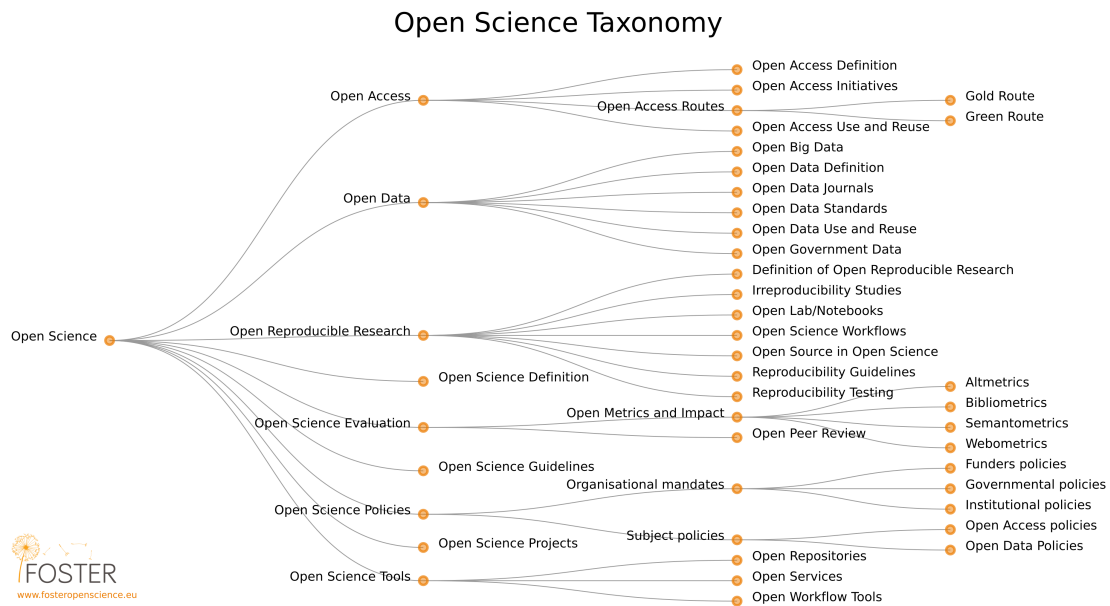 Open Science Taxonomy
Open Science
Open Access
Open Access Definition
Open Access Initiatives
Open Access Routes
Gold Route
Green Route
Open Access Use and Reuse
Open Data
Open Big Data
Open Data Definition
Open Data Journals
Open Data Standards
Open Data Use and Reuse
Open Government Data
Open Reproducible Research
Definition of Open Reproducible Research
Irreproducibility Studies
Open Lab/Notebooks
Open Science Workflows
Open Source in Open Science
Reproducibility Guidelines
Reproducibility Testing
Open Science Definition
Open Science Evaluation
Open Metrics and Impact
Altmetrics
Bibliometrics
Semantometrics
Webometrics
Open Peer Review
Open Science Guidelines
Open Science Policies
Organisational mandates
Funders policies
Governmental policies
Institutional policies
Subject policies
Open Access policies
Open Data Policies
Open Science Projects
Open Science Tools
Open Repositories
Open Services
Open Workflow Tools
FOSTER
www.fosteropenscience.eu